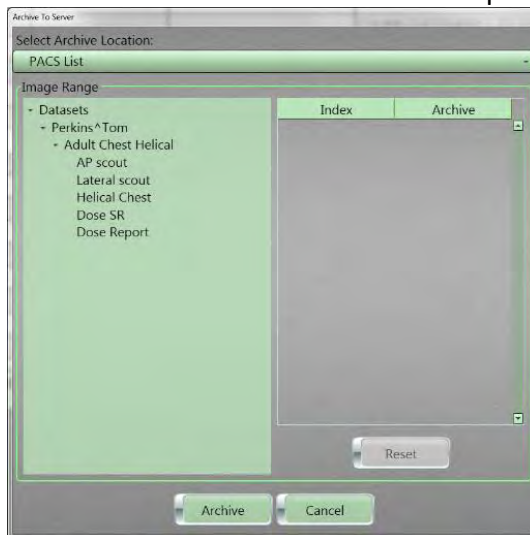 Archive To Server
Select Archive Location:
PACS List
Image Range
Datasets
Perkins^Tom
Adult Chest Helical
AP scout
Lateral scout
Helical Chest
Dose SR
Dose Report
Index Archive
Reset
Archive Cancel